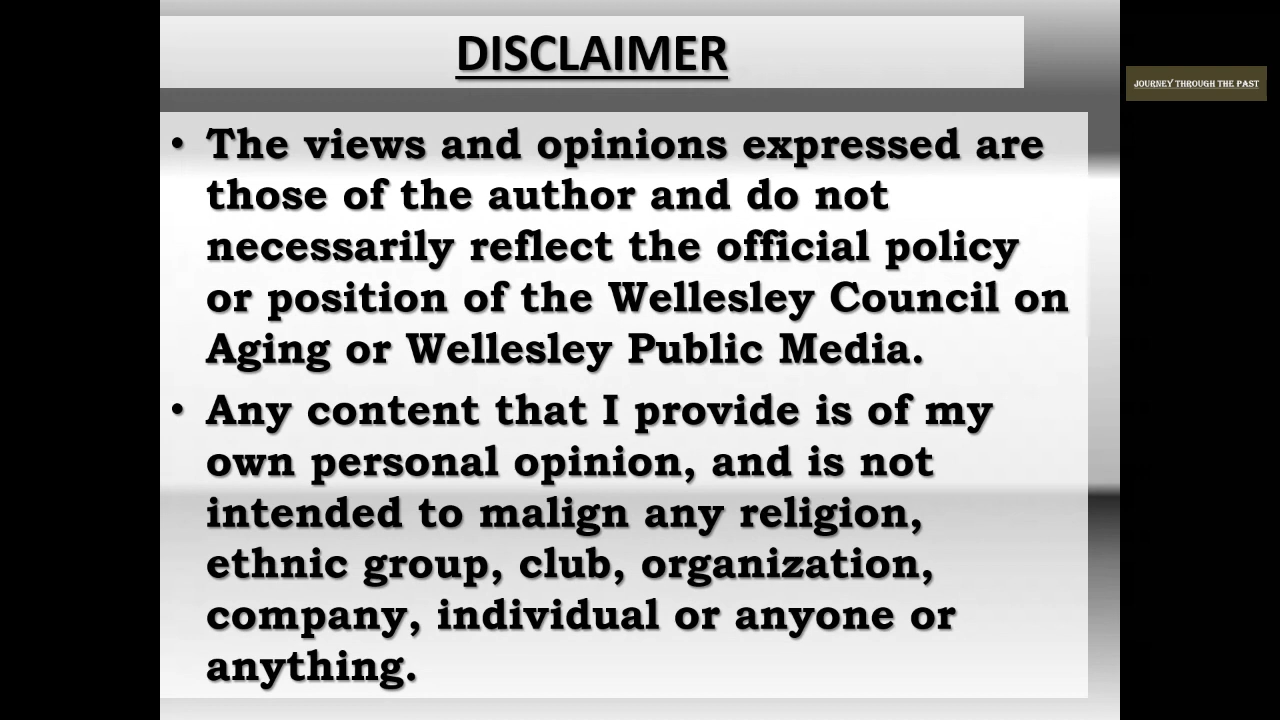 DISCLAIMER
JOURNEY THROUGH THE PAST
• The views and opinions expressed are
those of the author and do not
necessarily reflect the official policy
or position of the Wellesley Council on
Aging or Wellesley Public Media.
• Any content that I provide is of my
own personal opinion, and is not
intended to malign any religion,
ethnic group, club, organization,
company, individual or anyone or
anything.